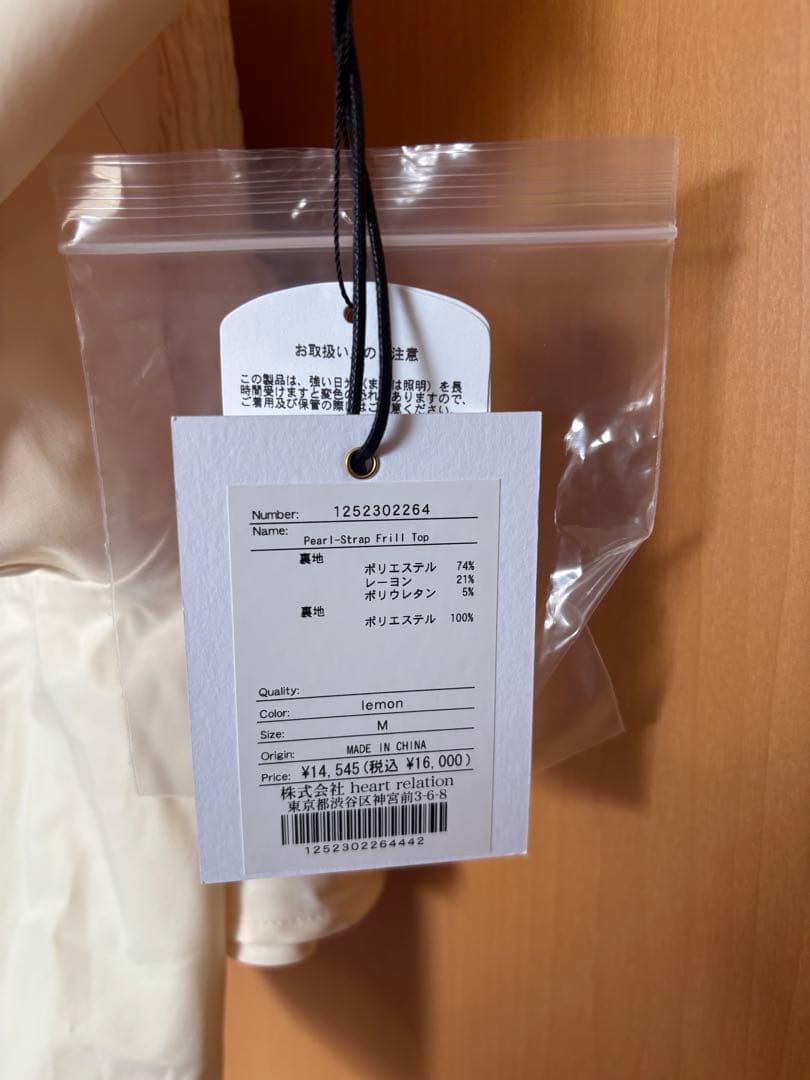 お取扱い の 注意
この製品は、強い日 (ま は照明)を長
時間受けますと変色の れ ありますので、
ご着用及び保管の際 はご 意ください。
Number: 1252302264
Name: Pearl-Strap Frill Top
裏地
ポリエステル 74%
レーヨン 21%
ポリウレタン 5%
裏地
ポリエステル 100%
Quality:
Color: lemon
Size: M
Origin: MADE IN CHINA
Price: ¥14,545(税込 ¥16,000)
株式会社 heart relation
東京都渋谷区神宮前3-6-8
1252302264442